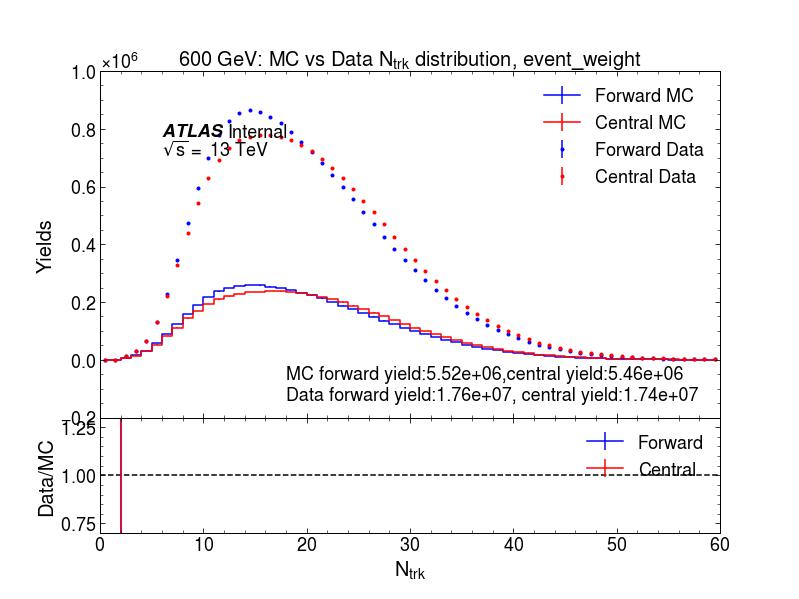 ×10⁶
600 GeV: MC vs Data N_trk distribution, event_weight
1.0
0.8
0.6
0.4
0.2
0.0
0.2
Yields
ATLAS Internal
√s = 13 TeV
Forward MC
Central MC
Forward Data
Central Data
MC forward yield:5.52e+06,central yield:5.46e+06
Data forward yield:1.76e+07, central yield:1.74e+07
1.25
1.00
0.75
Data/MC
Forward
Central
0 10 20 30 40 50 60
N_trk